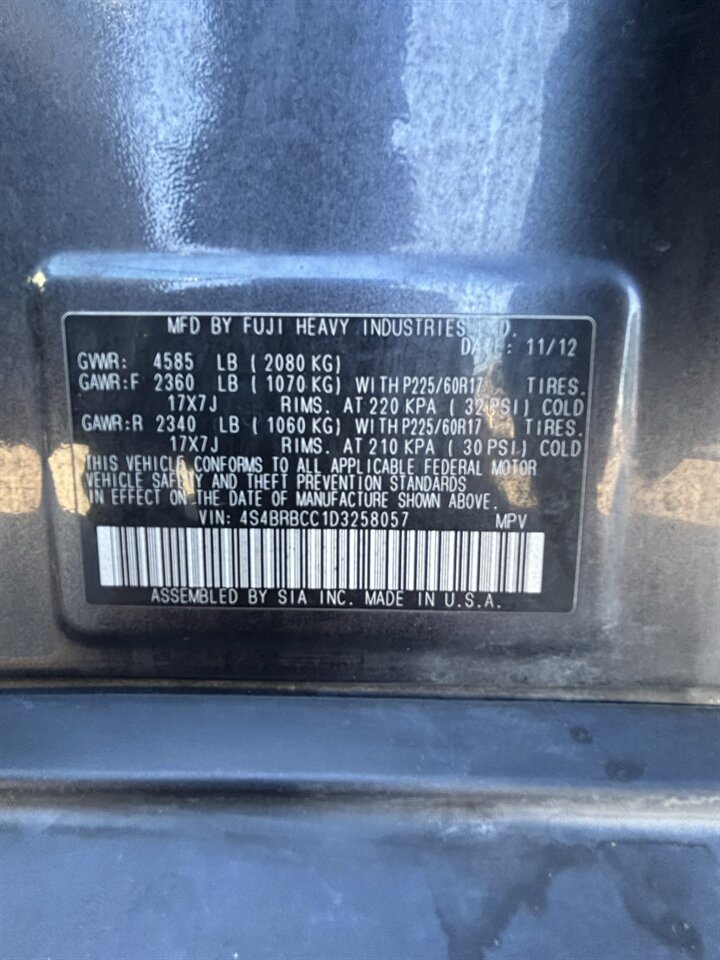 MFD BY FUJI HEAVY INDUSTRIES LTD.
DATE: 11/12
GVWR: 4585 LB ( 2080 KG)
GAWR:F 2360 LB ( 1070 KG) WITH P225/60R17 TIRES.
17X7J RIMS. AT 220 KPA ( 32 PSI) COLD
GAWR:R 2340 LB ( 1060 KG) WITH P225/60R17 TIRES.
17X7J RIMS. AT 210 KPA ( 30 PSI) COLD
THIS VEHICLE CONFORMS TO ALL APPLICABLE FEDERAL MOTOR
VEHICLE SAFETY AND THEFT PREVENTION STANDARDS
IN EFFECT ON THE DATE OF MANUFACTURE SHOWN ABOVE.
VIN: 4S4BRBCC1D3258057 MPV
ASSEMBLED BY SIA INC. MADE IN U.S.A.